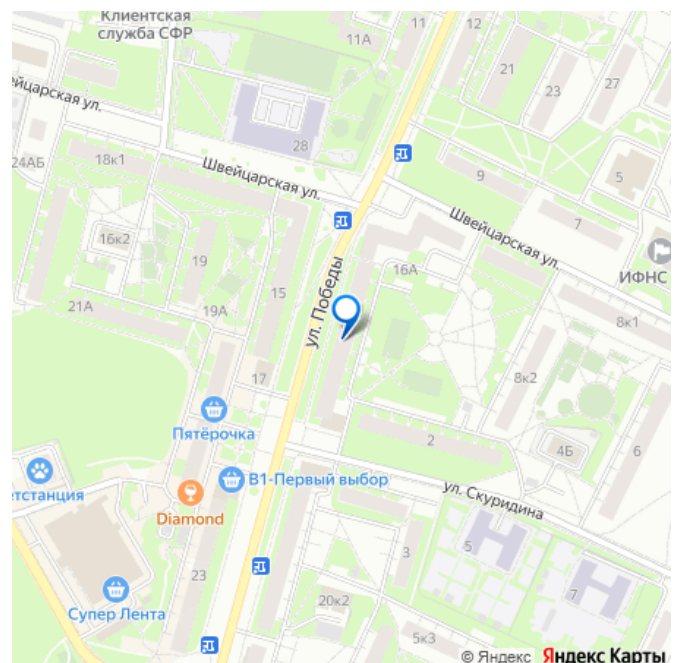 Клиентская
служба СФР
11
12
11А
21
23
27
ейцарская ул.
28
24АБ
18к1
Швейцарская ул.
9
5
7
Швейцарская ул.
16к2
19
16А
ИФНС
ул. Победы
15
21А
19А
8к1
17
8к2
Пятёрочка
2
4Б
6
етстанция
В1-Первый выбор
ул. Скуридина
Diamond
3
5
23
7
Супер Лента
20к2
5к3
© Яндекс Яндекс Карты